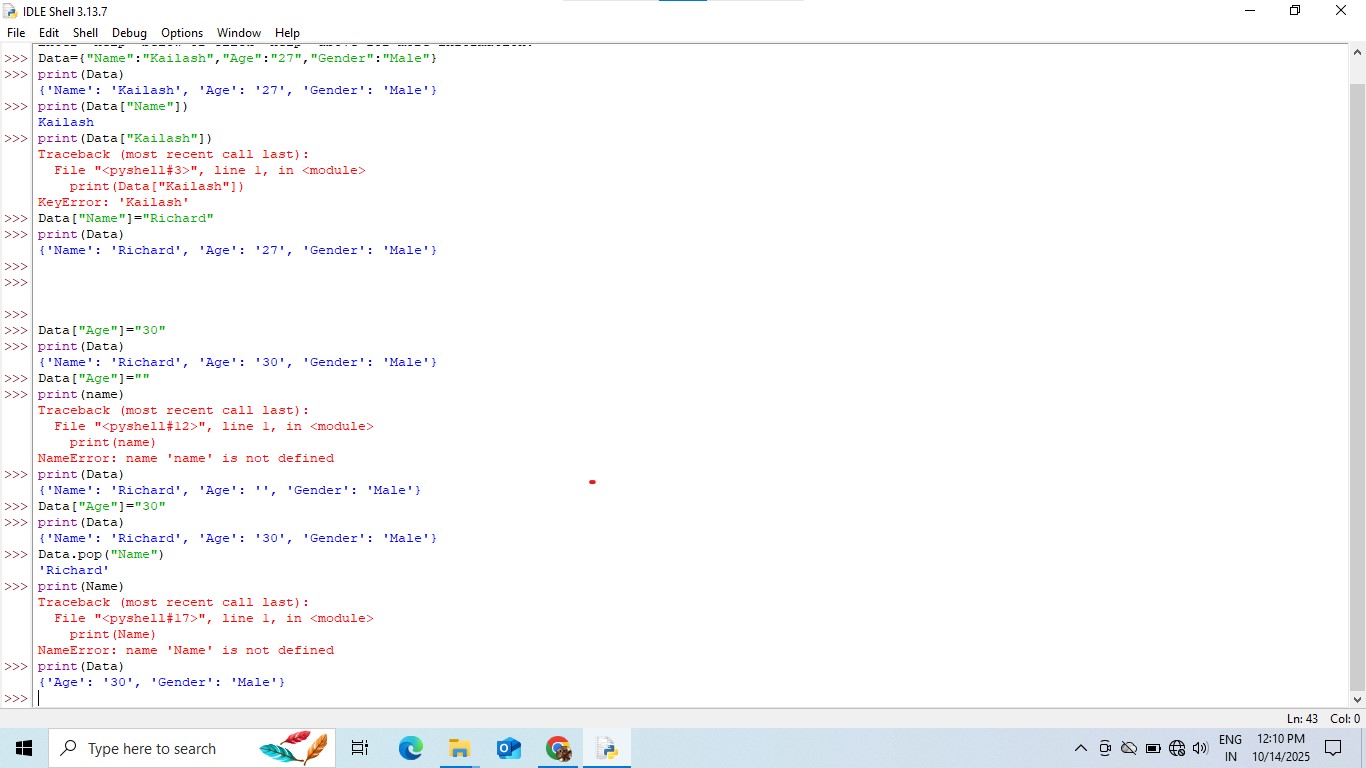 IDLE Shell 3.13.7
File Edit Shell Debug Options Window Help
>>> Data={"Name":"Kailash","Age":"27","Gender":"Male"}
>>> print(Data)
{'Name': 'Kailash', 'Age': '27', 'Gender': 'Male'}
>>> print(Data["Name"])
Kailash
>>> print(Data["Kailash"])
Traceback (most recent call last):
  File "<pyshell#3>", line 1, in <module>
    print(Data["Kailash"])
KeyError: 'Kailash'
>>> Data["Name"]="Richard"
>>> print(Data)
{'Name': 'Richard', 'Age': '27', 'Gender': 'Male'}
>>>
>>>
>>>
>>> Data["Age"]="30"
>>> print(Data)
{'Name': 'Richard', 'Age': '30', 'Gender': 'Male'}
>>> Data["Age"]=""
>>> print(name)
Traceback (most recent call last):
  File "<pyshell#12>", line 1, in <module>
    print(name)
NameError: name 'name' is not defined
>>> print(Data)
{'Name': 'Richard', 'Age': '', 'Gender': 'Male'}
>>> Data["Age"]="30"
>>> print(Data)
{'Name': 'Richard', 'Age': '30', 'Gender': 'Male'}
>>> Data.pop("Name")
'Richard'
>>> print(Name)
Traceback (most recent call last):
  File "<pyshell#17>", line 1, in <module>
    print(Name)
NameError: name 'Name' is not defined
>>> print(Data)
{'Age': '30', 'Gender': 'Male'}
>>>
Ln: 43 Col: 0
Type here to search
ENG 12:10 PM
IN 10/14/2025